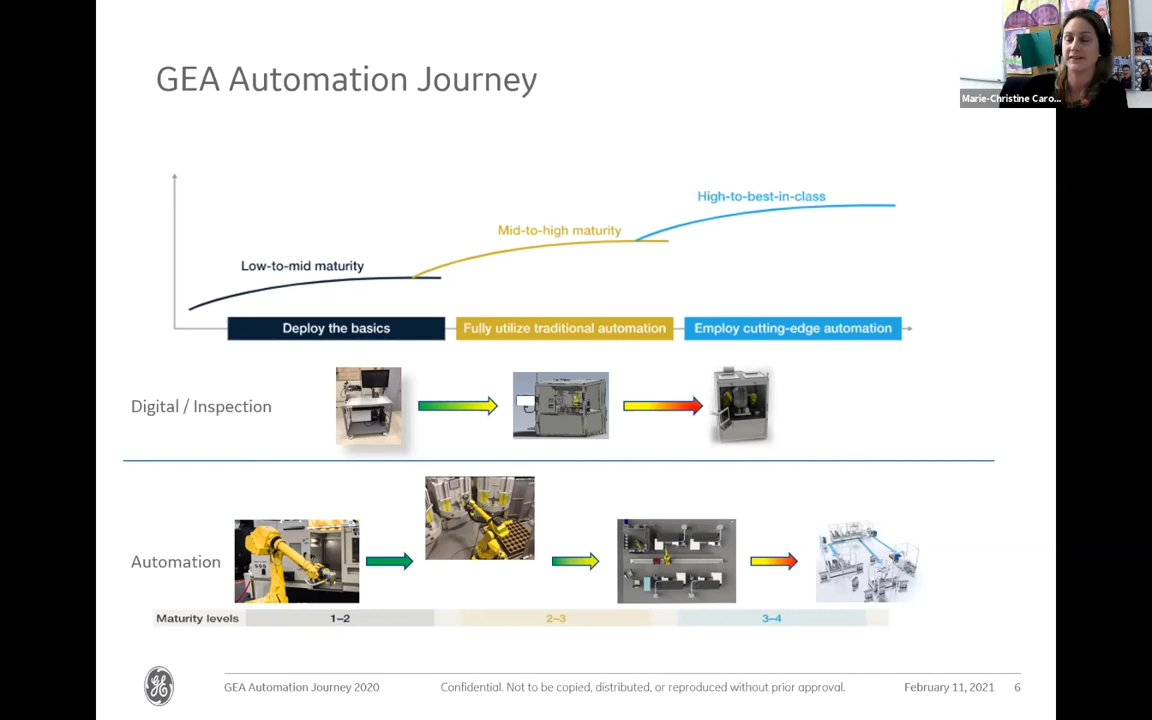 GEA Automation Journey
Marie-Christine Caro...
High-to-best-in-class
Mid-to-high maturity
Low-to-mid maturity
Deploy the basics
Fully utilize traditional automation
Employ cutting-edge automation
Digital / Inspection
Automation
Maturity levels
1–2
2–3
3–4
GE
GEA Automation Journey 2020
Confidential. Not to be copied, distributed, or reproduced without prior approval.
February 11, 2021
6